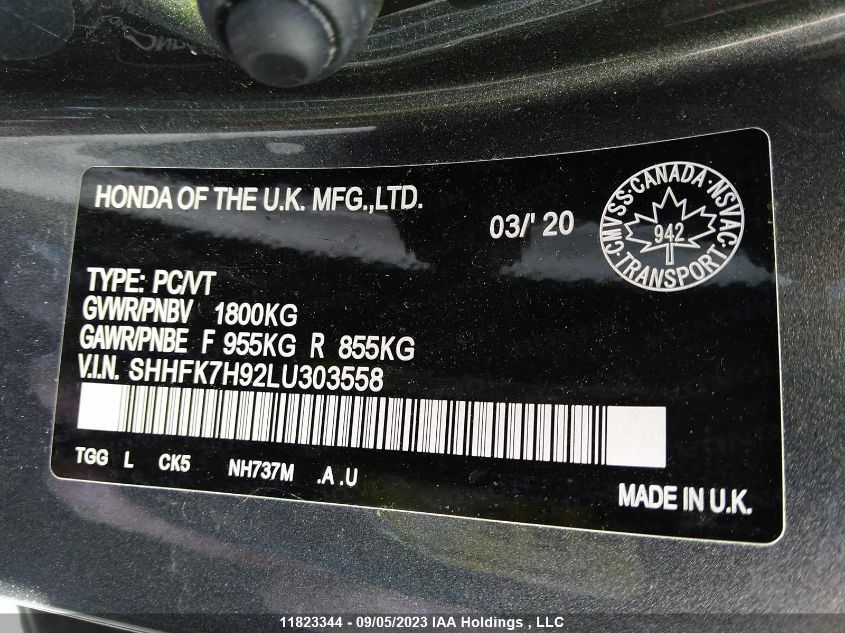 HONDA OF THE U.K. MFG.,LTD.
03/' 20
CMVSS · CANADA · NSVAC · TRANSPORT ·
942
TYPE: PC/VT
GVWR/PNBV 1800KG
GAWR/PNBE F 955KG R 855KG
V.I.N. SHHFK7H92LU303558
TGG L CK5 NH737M .A .U
MADE IN U.K.
11823344 - 09/05/2023 IAA Holdings , LLC